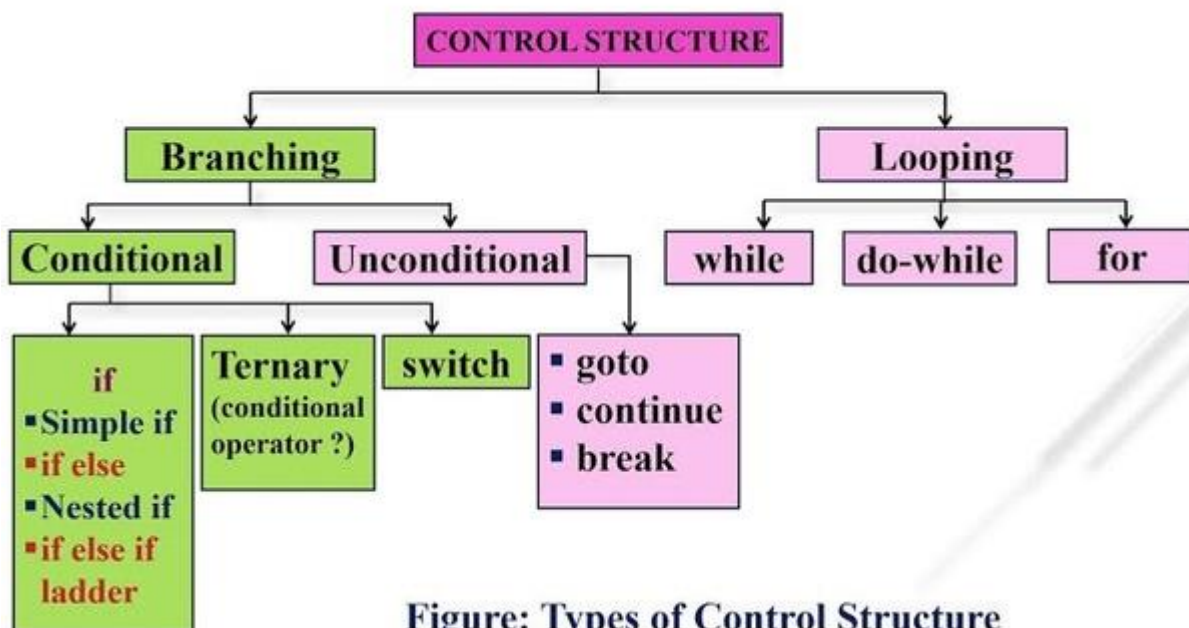 CONTROL STRUCTURE
Branching
Looping
Conditional
Unconditional
while
do-while
for
if
▪Simple if
▪if else
▪Nested if
▪if else if
ladder
Ternary
(conditional
operator ?)
switch
▪ goto
▪ continue
▪ break
Figure: Types of Control Structure